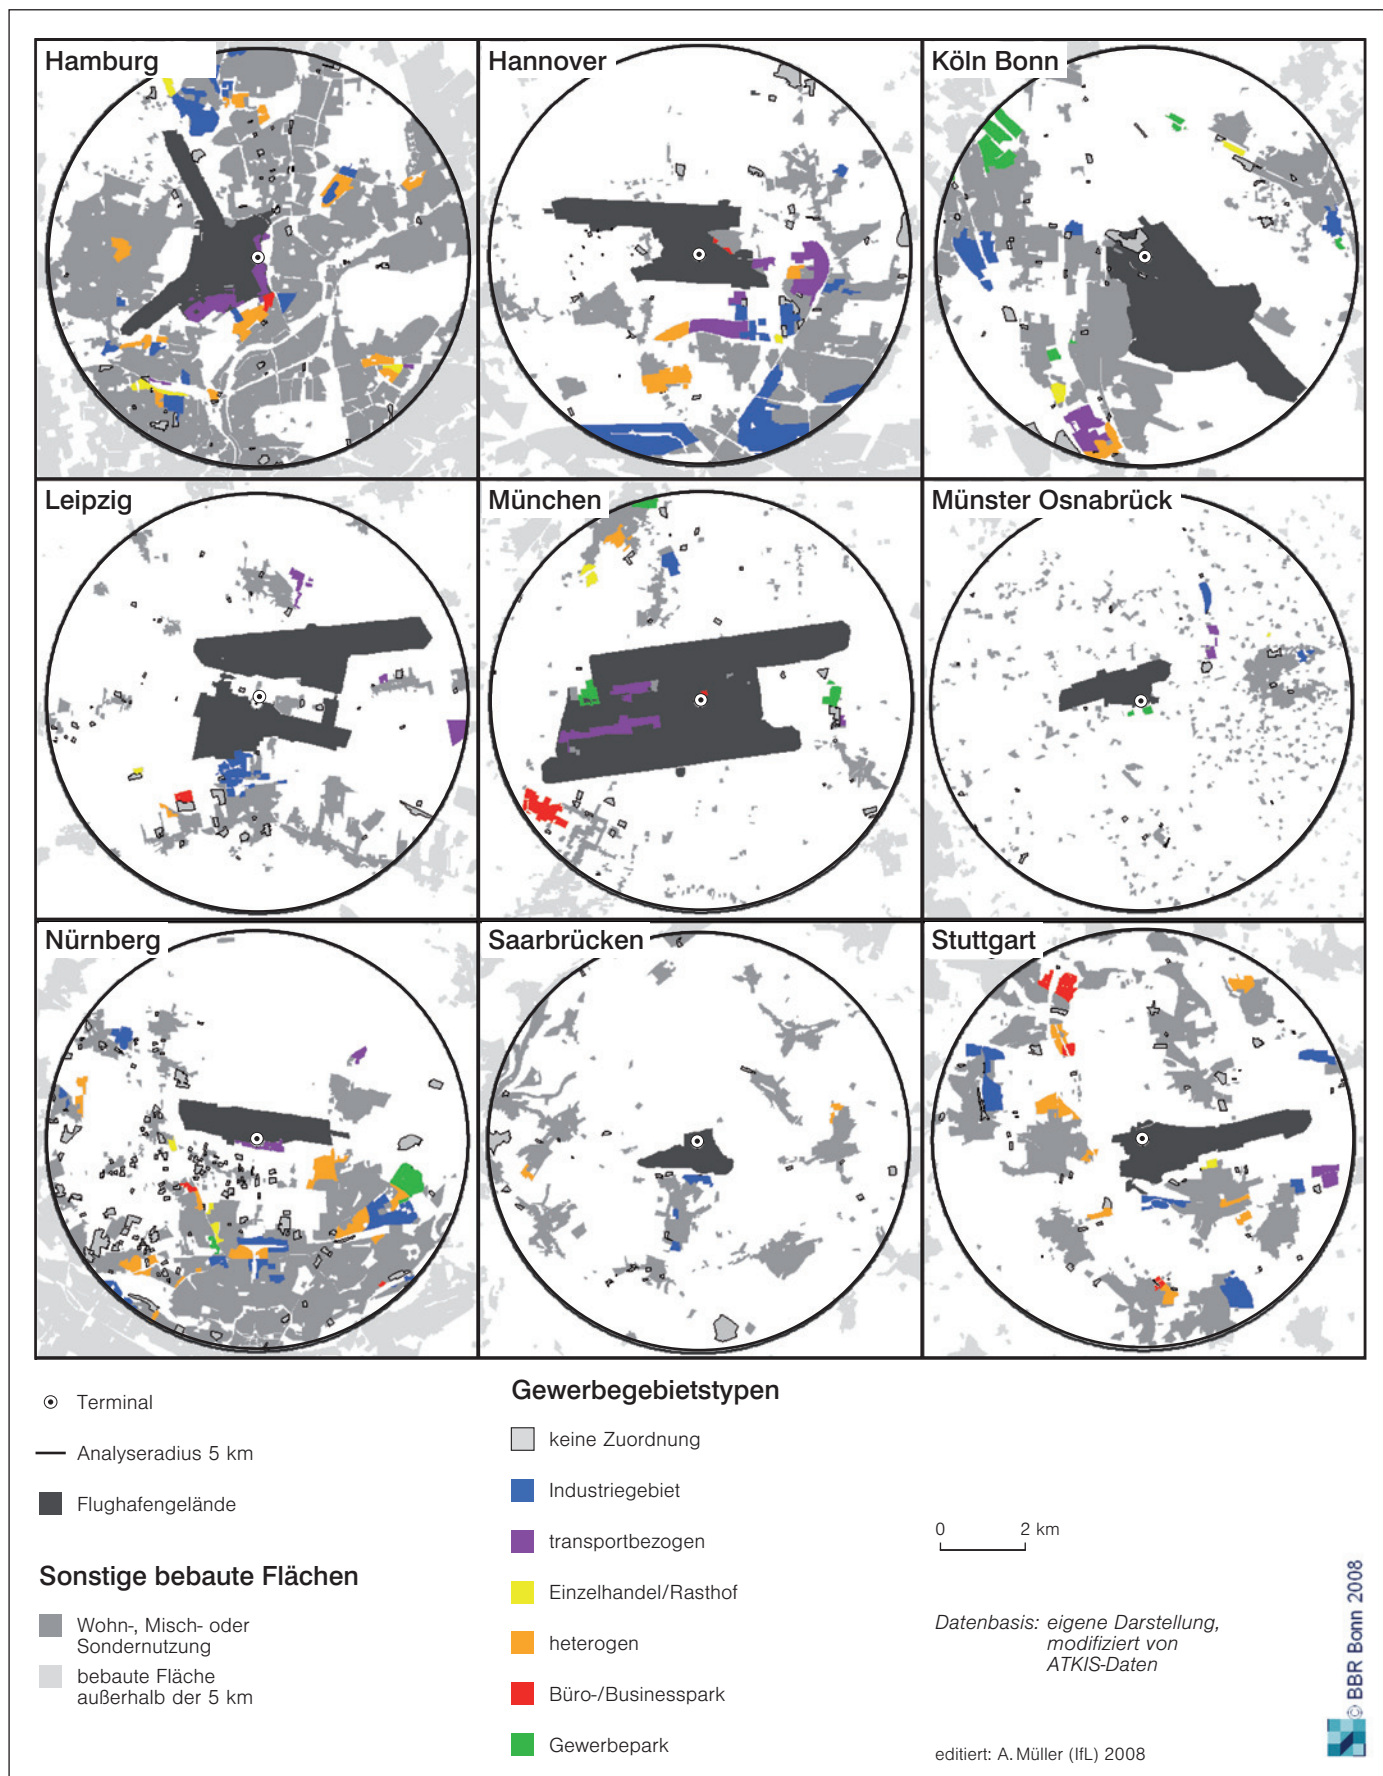 Hamburg
Hannover
Köln Bonn
Leipzig
München
Münster Osnabrück
Nürnberg
Saarbrücken
Stuttgart
Terminal
Analyseradius 5 km
Flughafengelände
Sonstige bebaute Flächen
Wohn-, Misch- oder
Sondernutzung
bebaute Fläche
außerhalb der 5 km
Gewerbegebietstypen
keine Zuordnung
Industriegebiet
transportbezogen
Einzelhandel/Rasthof
heterogen
Büro-/Businesspark
Gewerbepark
0 2 km
Datenbasis: eigene Darstellung,
modifiziert von
ATKIS-Daten
editiert: A. Müller (IfL) 2008
© BBR Bonn 2008